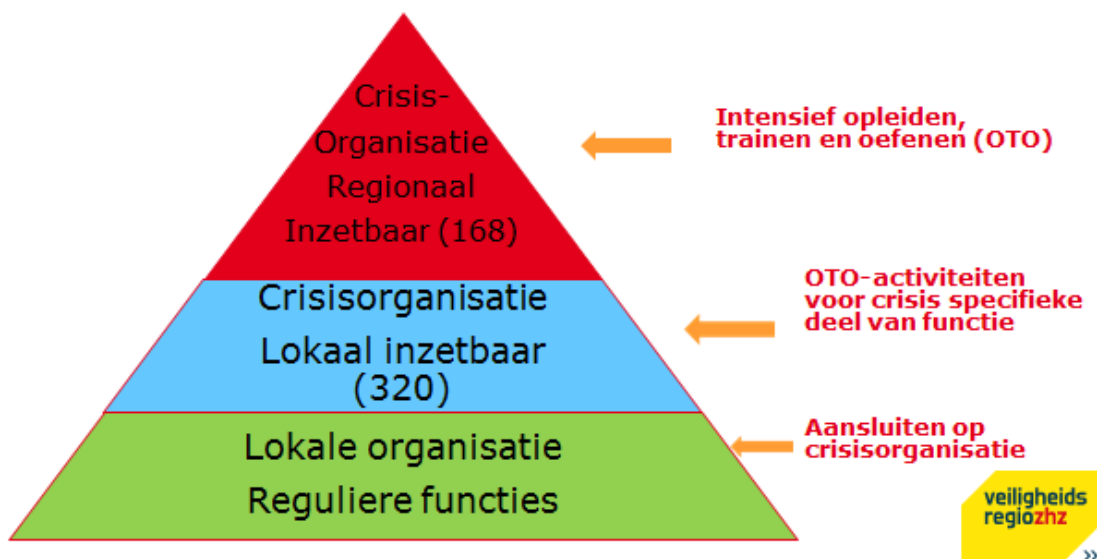 Crisis-
Organisatie
Regionaal
Inzetbaar (168)
Intensief opleiden,
trainen en oefenen (OTO)
Crisisorganisatie
Lokaal inzetbaar
(320)
OTO-activiteiten
voor crisis specifieke
deel van functie
Lokale organisatie
Reguliere functies
Aansluiten op
crisisorganisatie
veiligheids
regiozhz
»